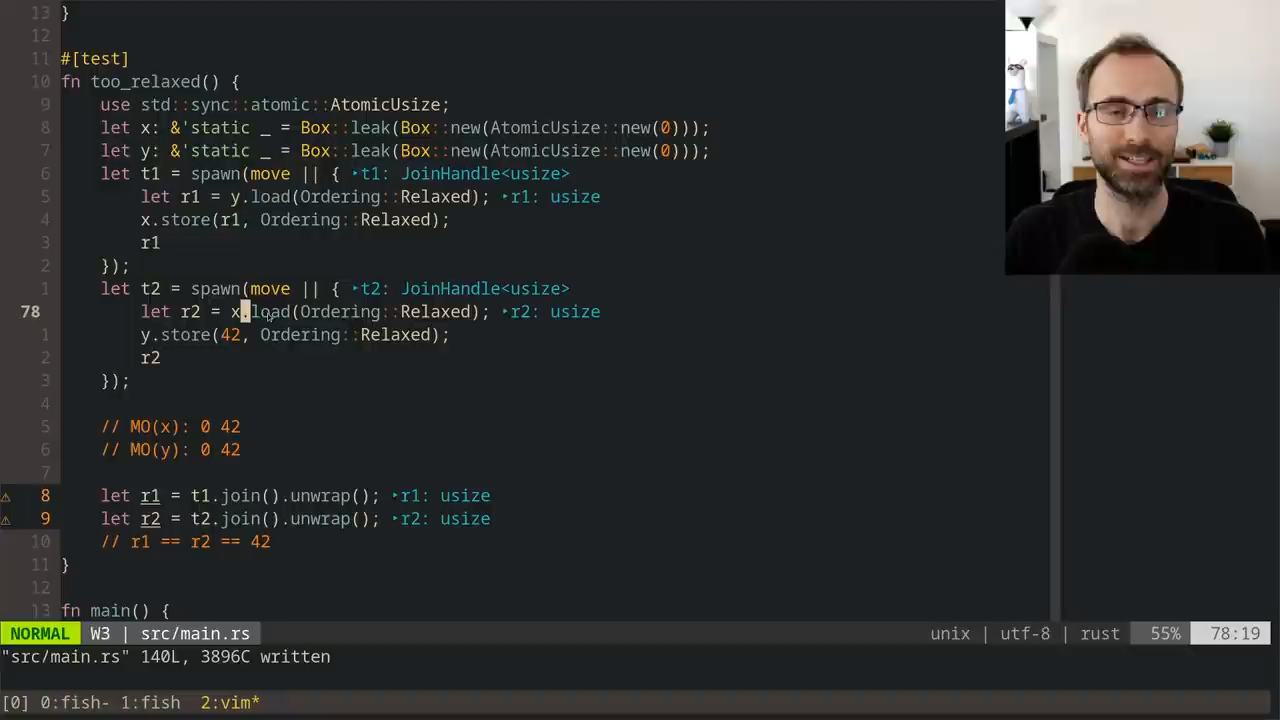 13 }
12
11 #[test]
10 fn too_relaxed() {
9     use std::sync::atomic::AtomicUsize;
8     let x: &'static _ = Box::leak(Box::new(AtomicUsize::new(0)));
7     let y: &'static _ = Box::leak(Box::new(AtomicUsize::new(0)));
6     let t1 = spawn(move || { ‣t1: JoinHandle<usize>
5         let r1 = y.load(Ordering::Relaxed); ‣r1: usize
4         x.store(r1, Ordering::Relaxed);
3         r1
2     });
1     let t2 = spawn(move || { ‣t2: JoinHandle<usize>
78         let r2 = x.load(Ordering::Relaxed); ‣r2: usize
1         y.store(42, Ordering::Relaxed);
2         r2
3     });
4
5     // MO(x): 0 42
6     // MO(y): 0 42
7
⚠ 8     let r1 = t1.join().unwrap(); ‣r1: usize
⚠ 9     let r2 = t2.join().unwrap(); ‣r2: usize
10     // r1 == r2 == 42
11 }
12
13 fn main() {
NORMAL W3 | src/main.rs unix | utf-8 | rust 55% 78:19
"src/main.rs" 140L, 3896C written
[0] 0:fish- 1:fish 2:vim*